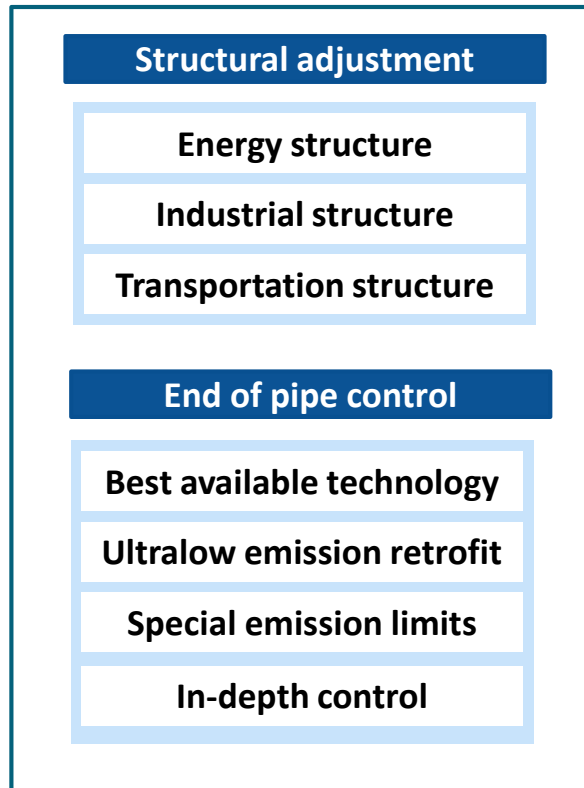 Structural adjustment
Energy structure
Industrial structure
Transportation structure
End of pipe control
Best available technology
Ultralow emission retrofit
Special emission limits
In-depth control